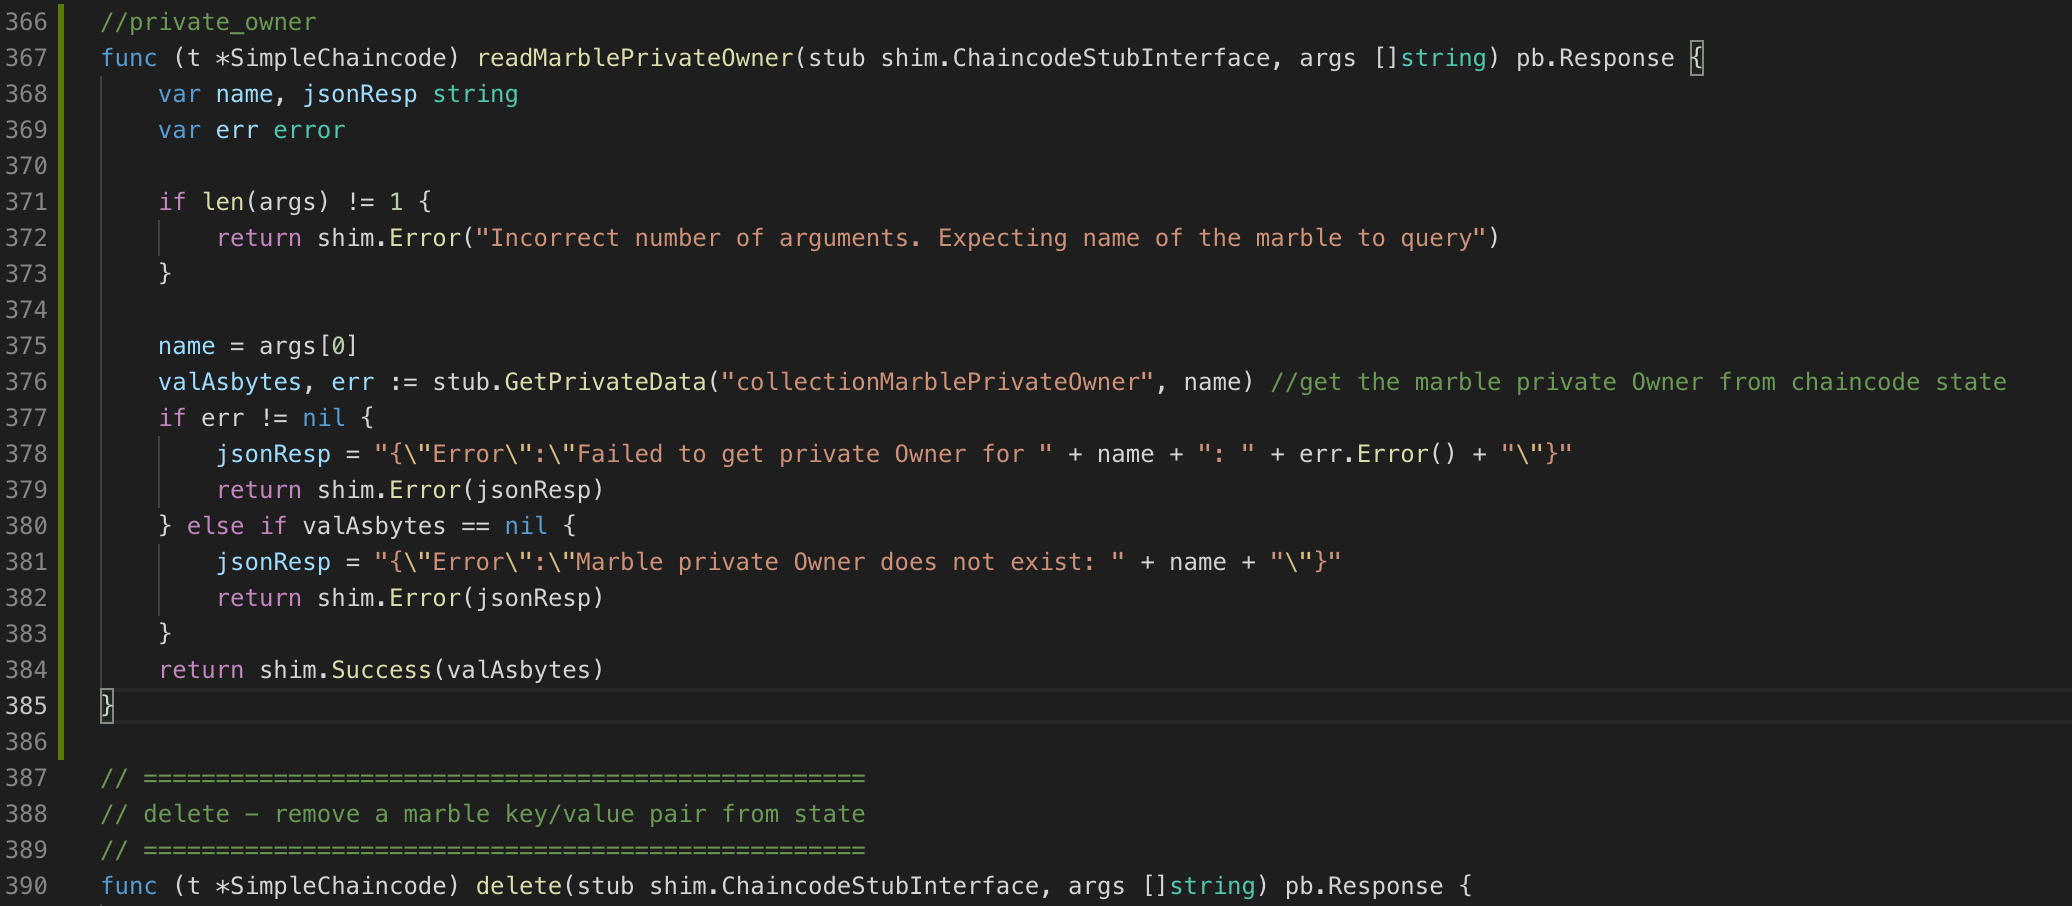 366 //private_owner
367 func (t *SimpleChaincode) readMarblePrivateOwner(stub shim.ChaincodeStubInterface, args []string) pb.Response {
368     var name, jsonResp string
369     var err error
370
371     if len(args) != 1 {
372         return shim.Error("Incorrect number of arguments. Expecting name of the marble to query")
373     }
374
375     name = args[0]
376     valAsbytes, err := stub.GetPrivateData("collectionMarblePrivateOwner", name) //get the marble private Owner from chaincode state
377     if err != nil {
378         jsonResp = "{\"Error\":\"Failed to get private Owner for " + name + ": " + err.Error() + "\"}"
379         return shim.Error(jsonResp)
380     } else if valAsbytes == nil {
381         jsonResp = "{\"Error\":\"Marble private Owner does not exist: " + name + "\"}"
382         return shim.Error(jsonResp)
383     }
384     return shim.Success(valAsbytes)
385 }
386
387 // ==================================================
388 // delete - remove a marble key/value pair from state
389 // ==================================================
390 func (t *SimpleChaincode) delete(stub shim.ChaincodeStubInterface, args []string) pb.Response {